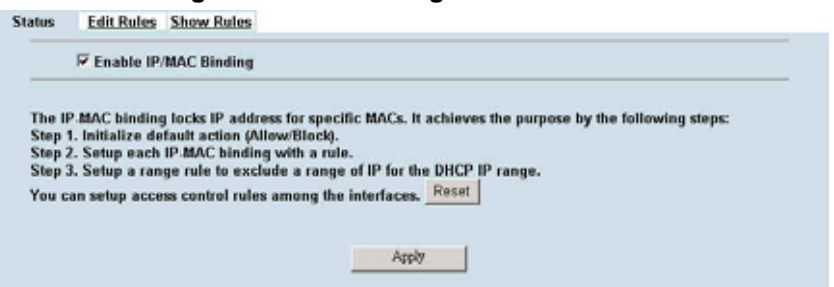 Status Edit Rules Show Rules
Enable IP/MAC Binding
The IP-MAC binding locks IP address for specific MACs. It achieves the purpose by the following steps:
Step 1. Initialize default action (Allow/Block).
Step 2. Setup each IP-MAC binding with a rule.
Step 3. Setup a range rule to exclude a range of IP for the DHCP IP range.
You can setup access control rules among the interfaces. Reset
Apply